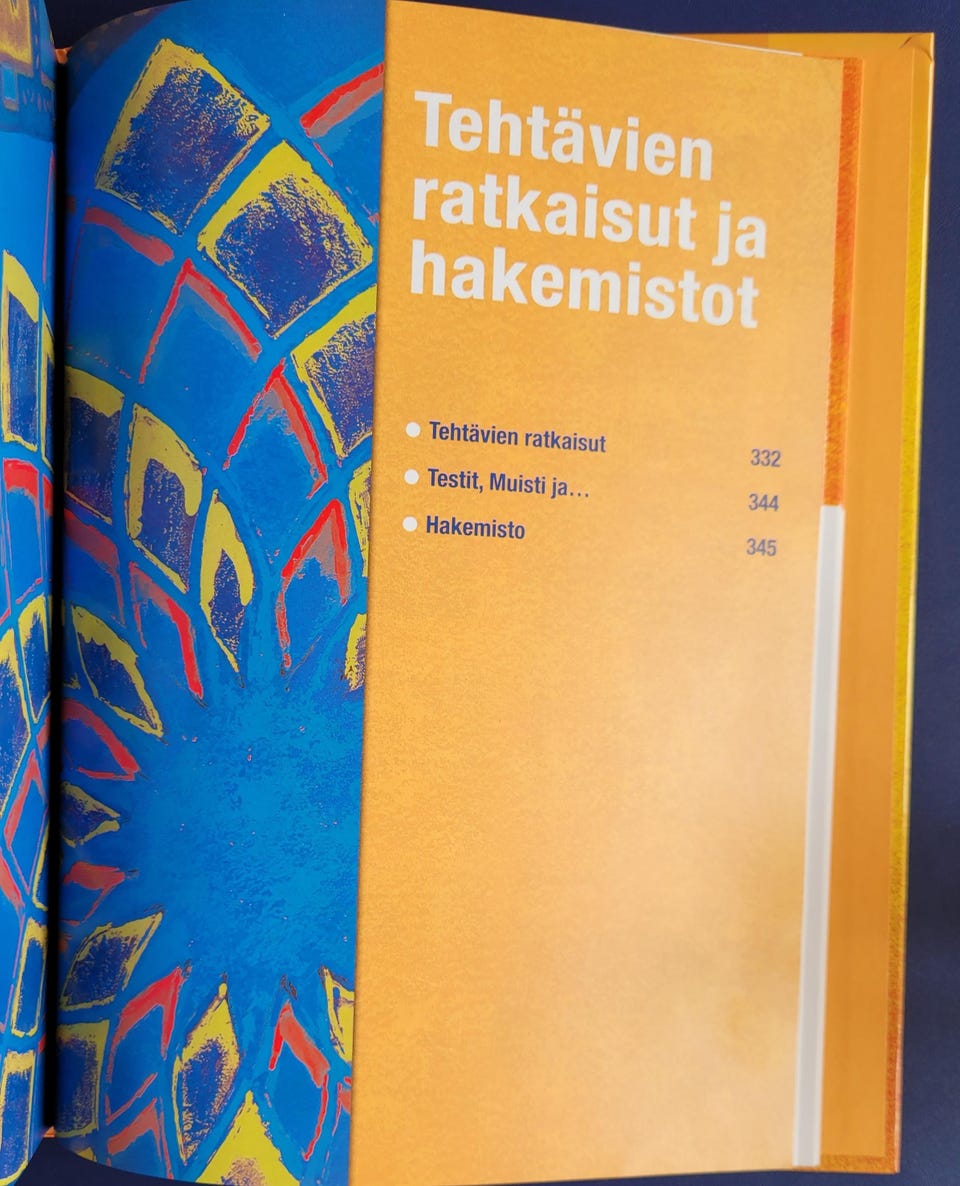 Tehtävien
ratkaisut ja
hakemistot
Tehtävien ratkaisut 332
Testit, Muisti ja… 344
Hakemisto 345